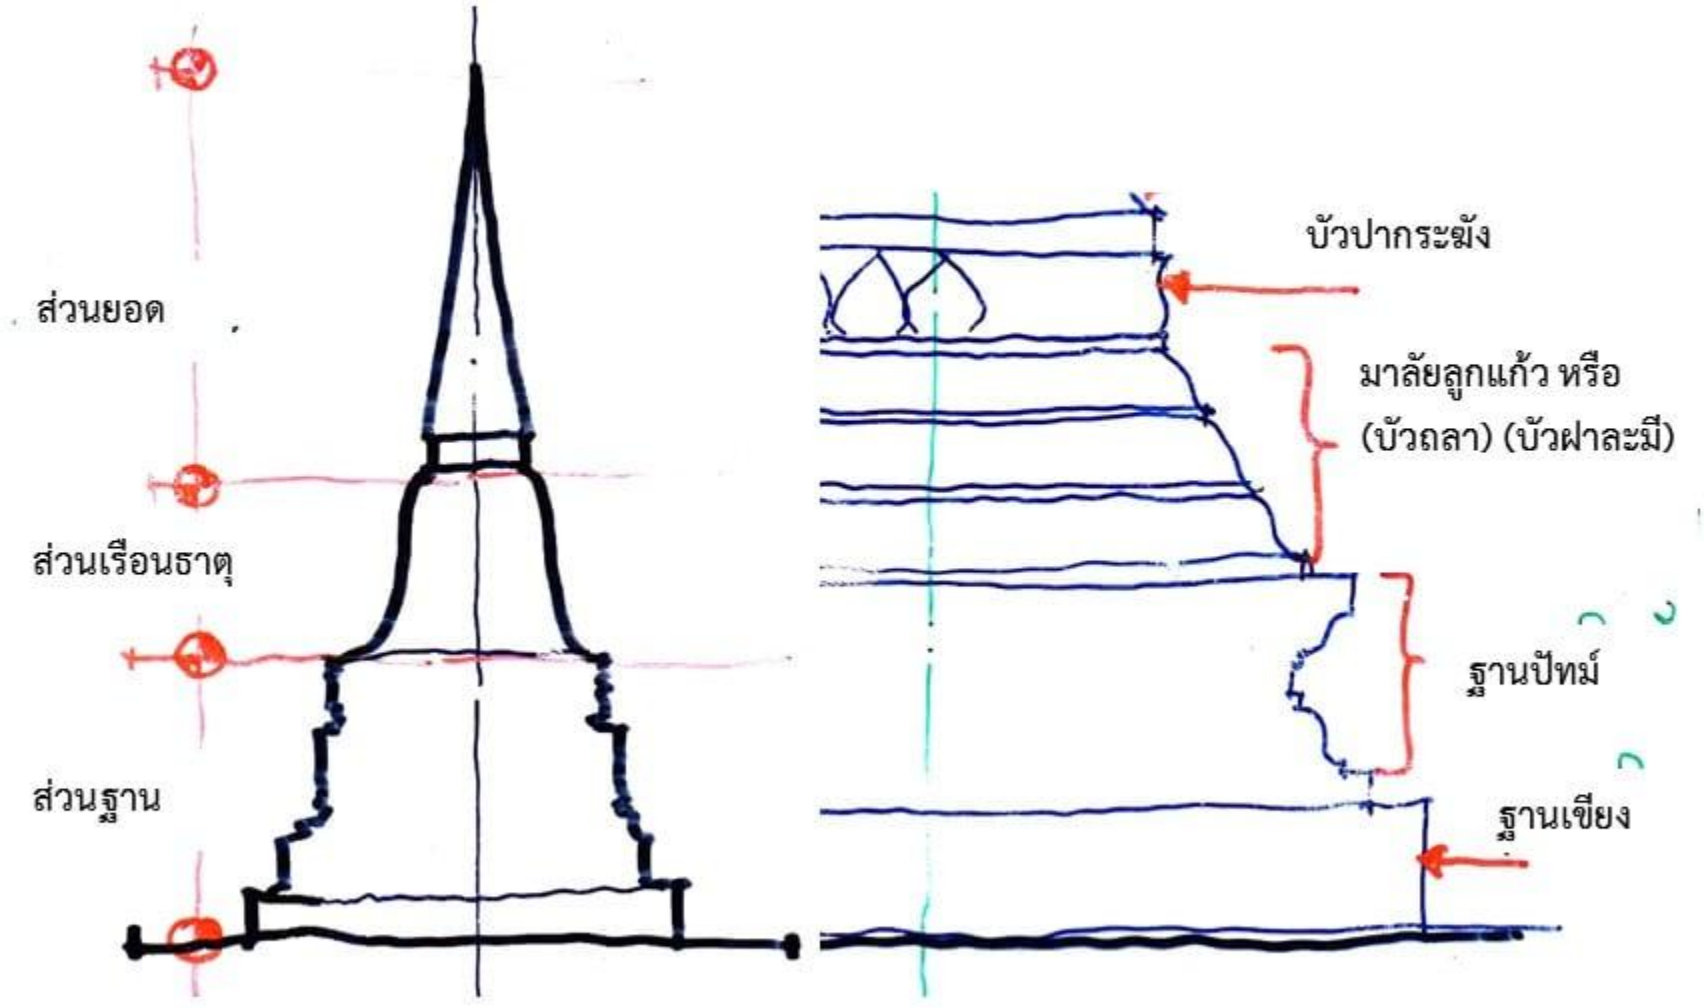 ส่วนยอด
ส่วนเรือนธาตุ
ส่วนฐาน
บัวปากระฆัง
มาลัยลูกแก้ว หรือ
(บัวถลา) (บัวฝาละมี)
ฐานปัทม์
ฐานเขียง